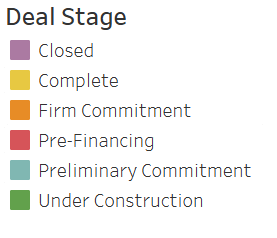 Deal Stage
Closed
Complete
Firm Commitment
Pre-Financing
Preliminary Commitment
Under Construction